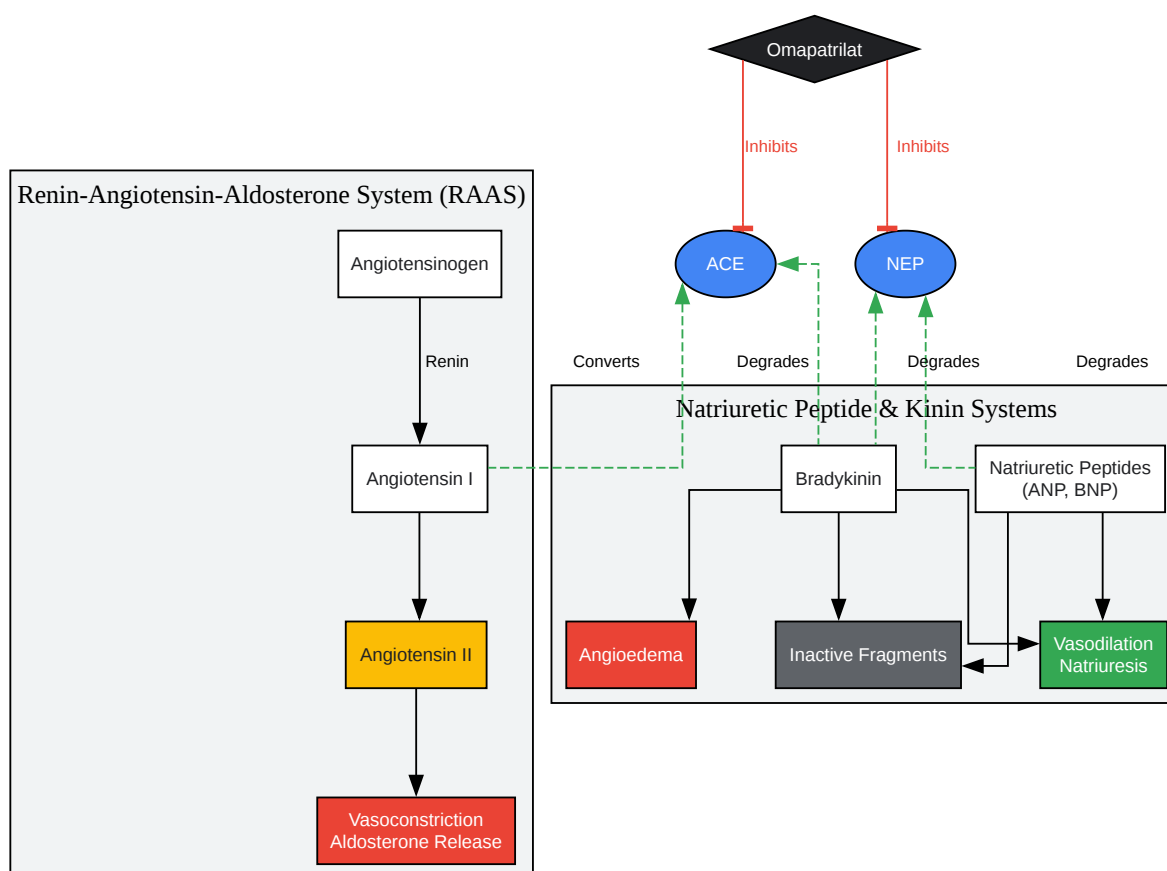 Omapatrilat
Inhibits
Inhibits
Renin-Angiotensin-Aldosterone System (RAAS)
Angiotensinogen
ACE
NEP
Renin
Converts
Degrades
Degrades
Degrades
Natriuretic Peptide & Kinin Systems
Angiotensin I
Bradykinin
Natriuretic Peptides
(ANP, BNP)
Angiotensin II
Angioedema
Inactive Fragments
Vasodilation
Natriuresis
Vasoconstriction
Aldosterone Release